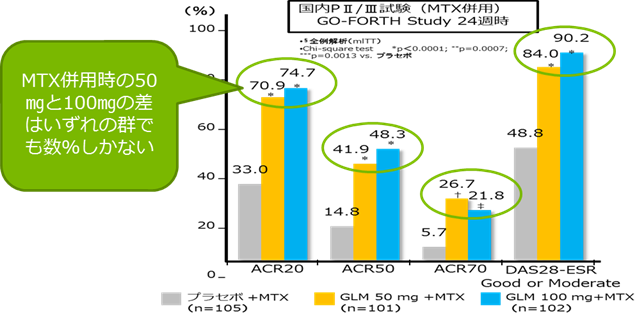 (%)
国内PⅡ/Ⅲ試験（MTX併用）
GO-FORTH Study 24週時
•§全例解析(mITT)
•Chi-square test *p<0.0001; **p=0.0007;
***p=0.0013 vs. プラセボ
MTX併用時の50
mgと100mgの差
はいずれの群で
も数%しかない
80
60
40
20
0
33.0
70.9
*
74.7
*
14.8
41.9
*
48.3
*
5.7
26.7
†
21.8
‡
48.8
84.0
*
90.2
*
ACR20
ACR50
ACR70
DAS28-ESR
Good or Moderate
プラセボ +MTX
(n=105)
GLM 50 mg +MTX
(n=101)
GLM 100 mg+MTX
(n=102)